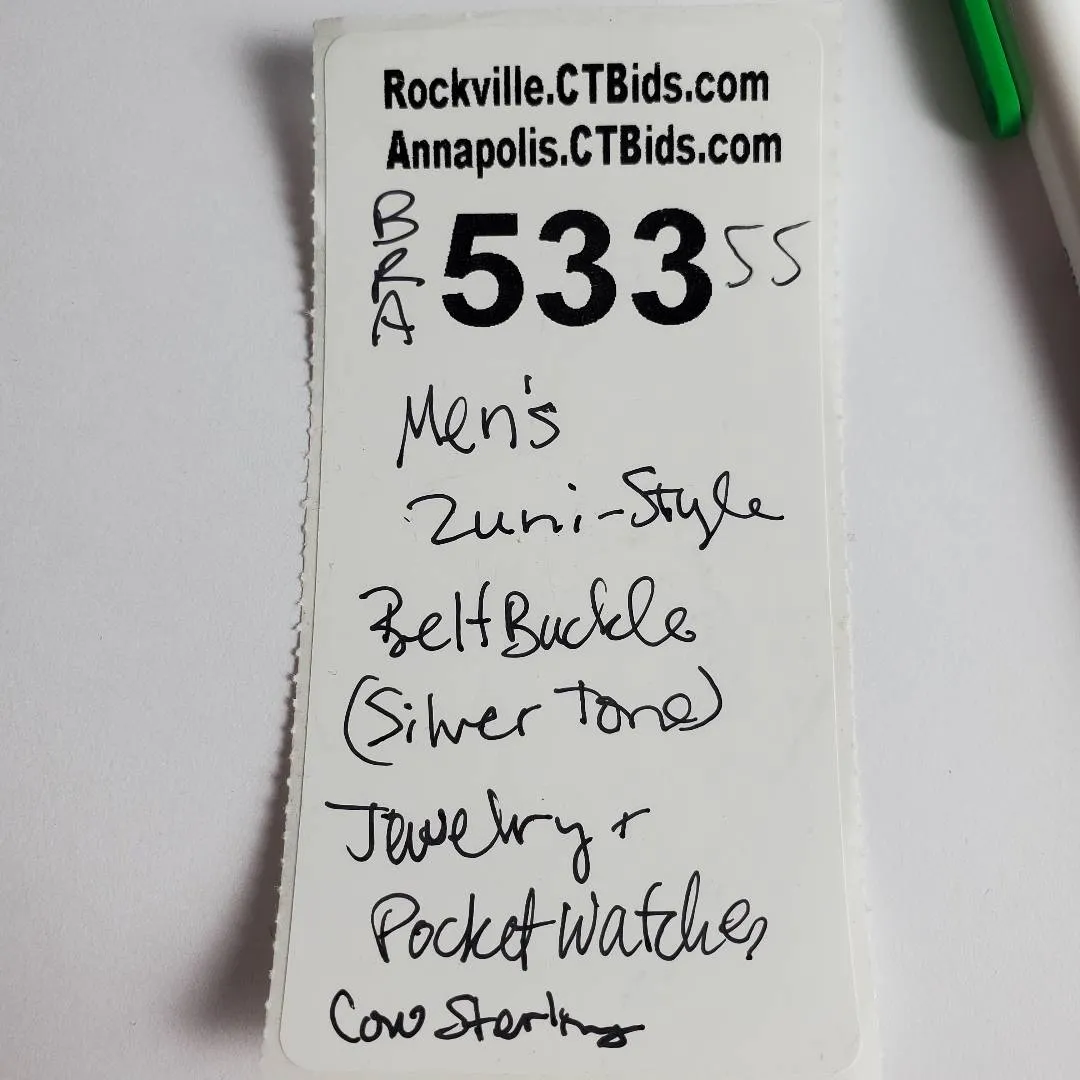 Rockville.CTBids.com
Annapolis.CTBids.com
BRA 533 55
Men's
Zuni-Style
Belt Buckle
(Silver Tone)
Jewelry +
Pocket Watches
Cow Sterling